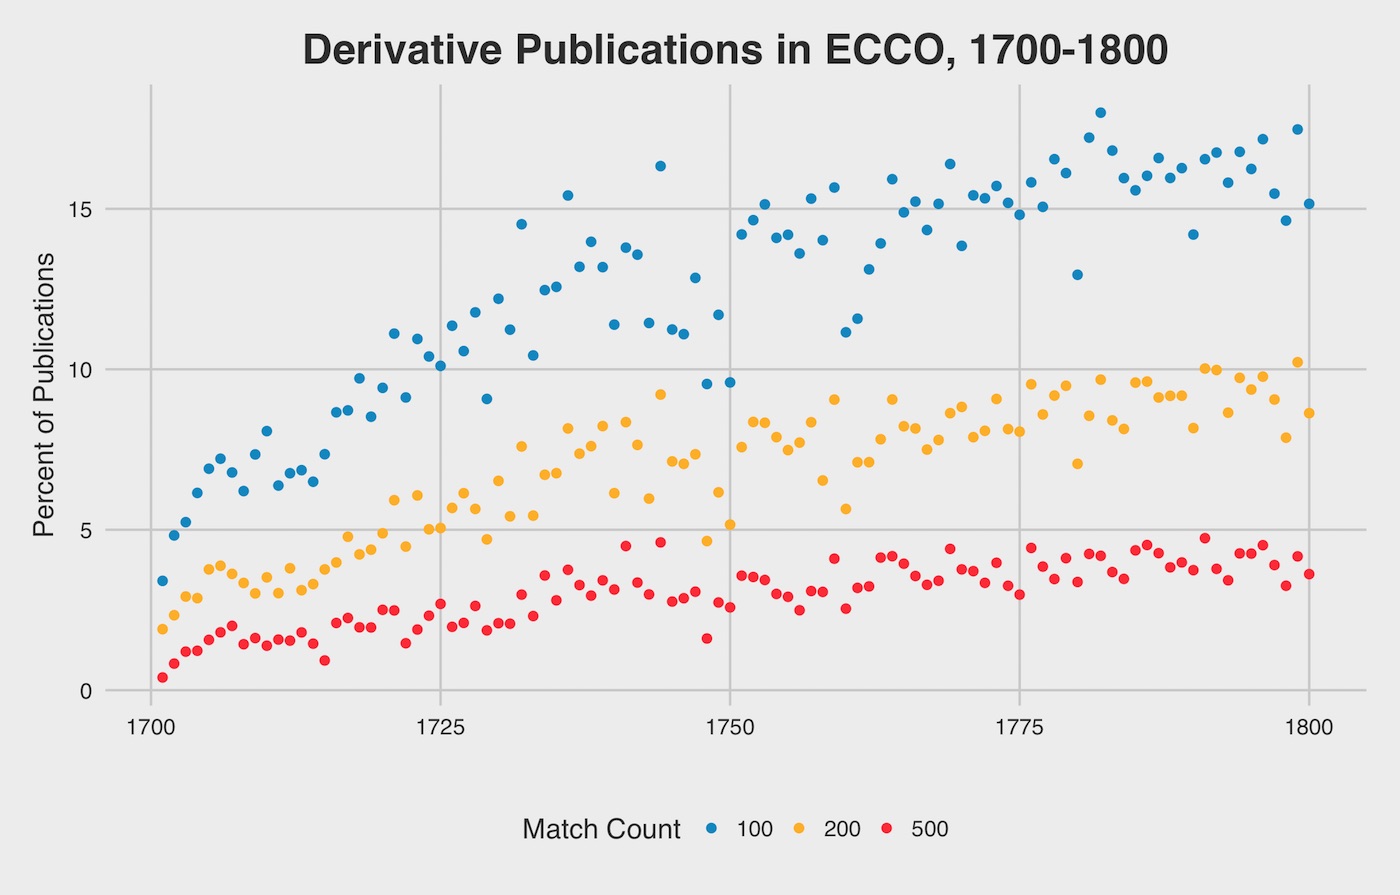 Derivative Publications in ECCO, 1700-1800
Percent of Publications
15
10
5
0
1700 1725 1750 1775 1800
Match Count 100 200 500